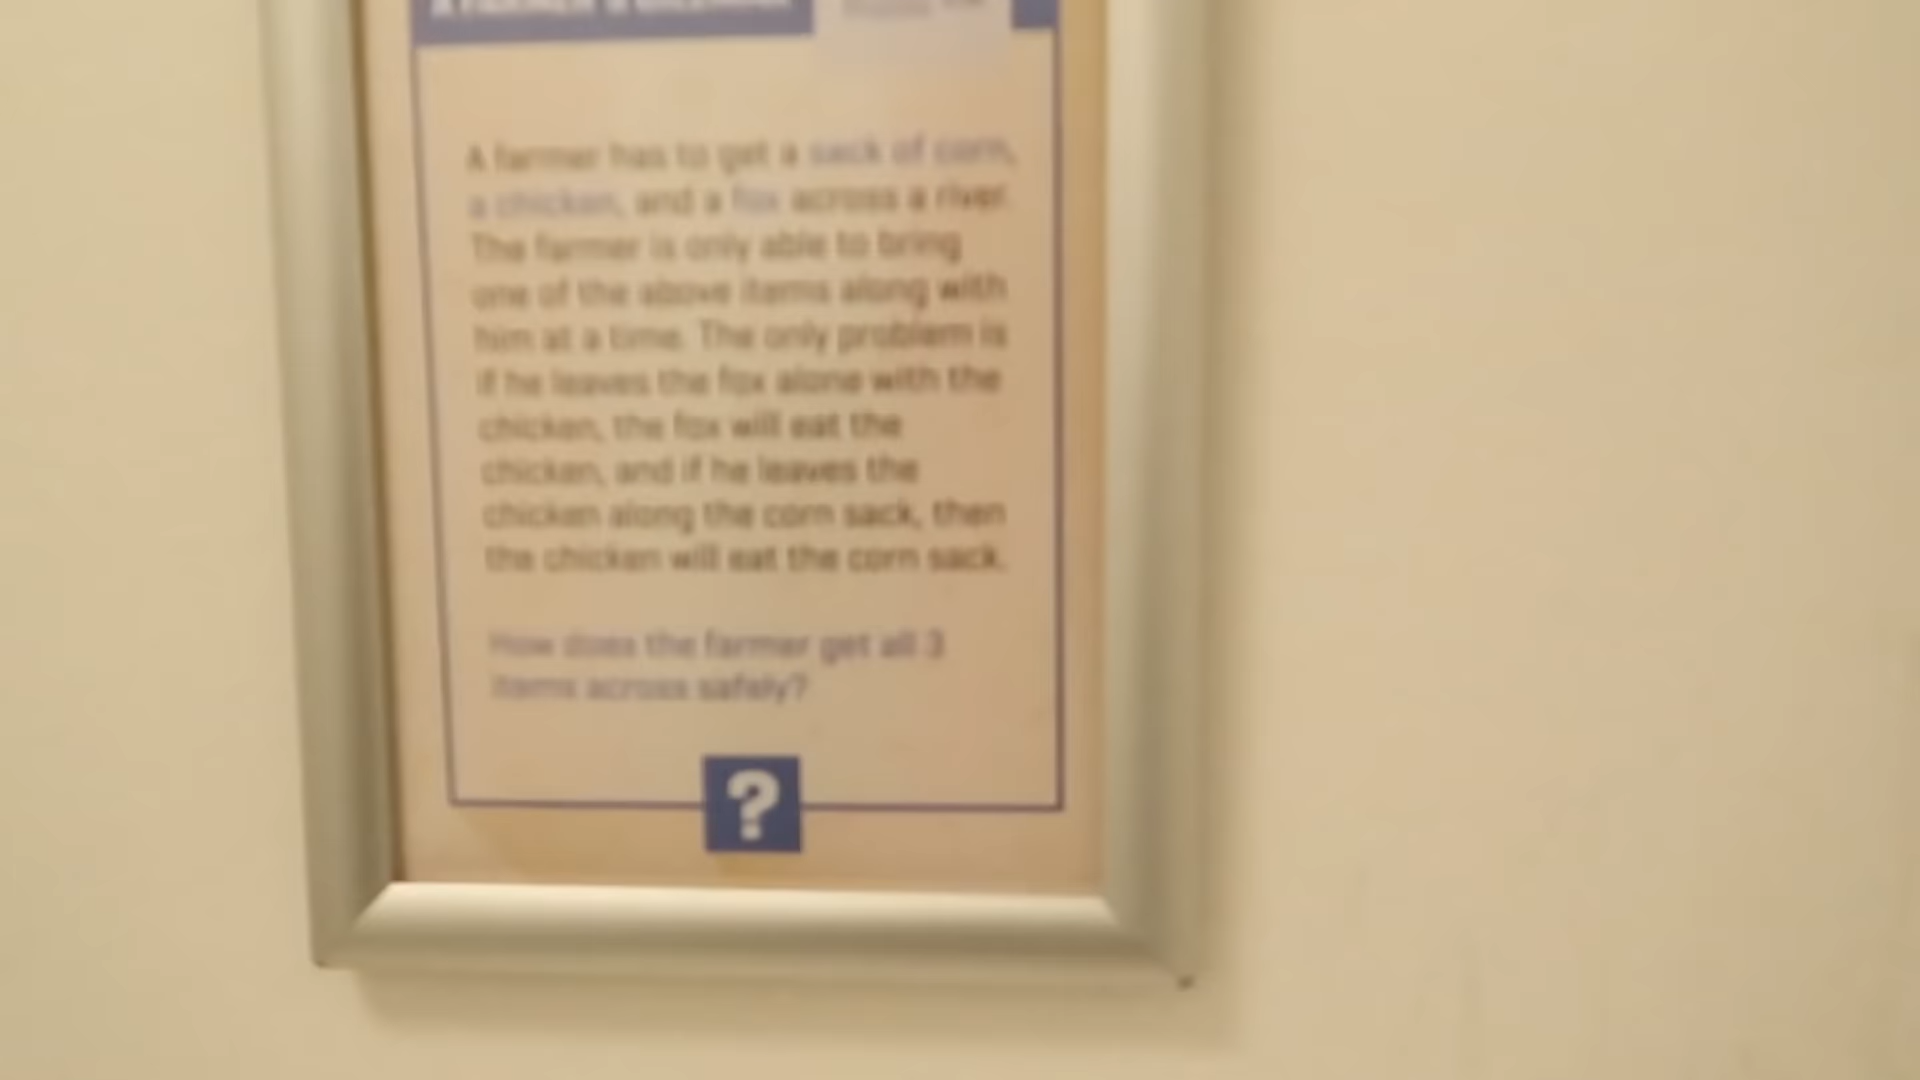 A FARMER'S DILEMMA
A farmer has to get a sack of corn,
a chicken, and a fox across a river.
The farmer is only able to bring
one of the above items along with
him at a time. The only problem is
if he leaves the fox alone with the
chicken, the fox will eat the
chicken, and if he leaves the
chicken along the corn sack, then
the chicken will eat the corn sack.
How does the farmer get all 3
items across safely?
?